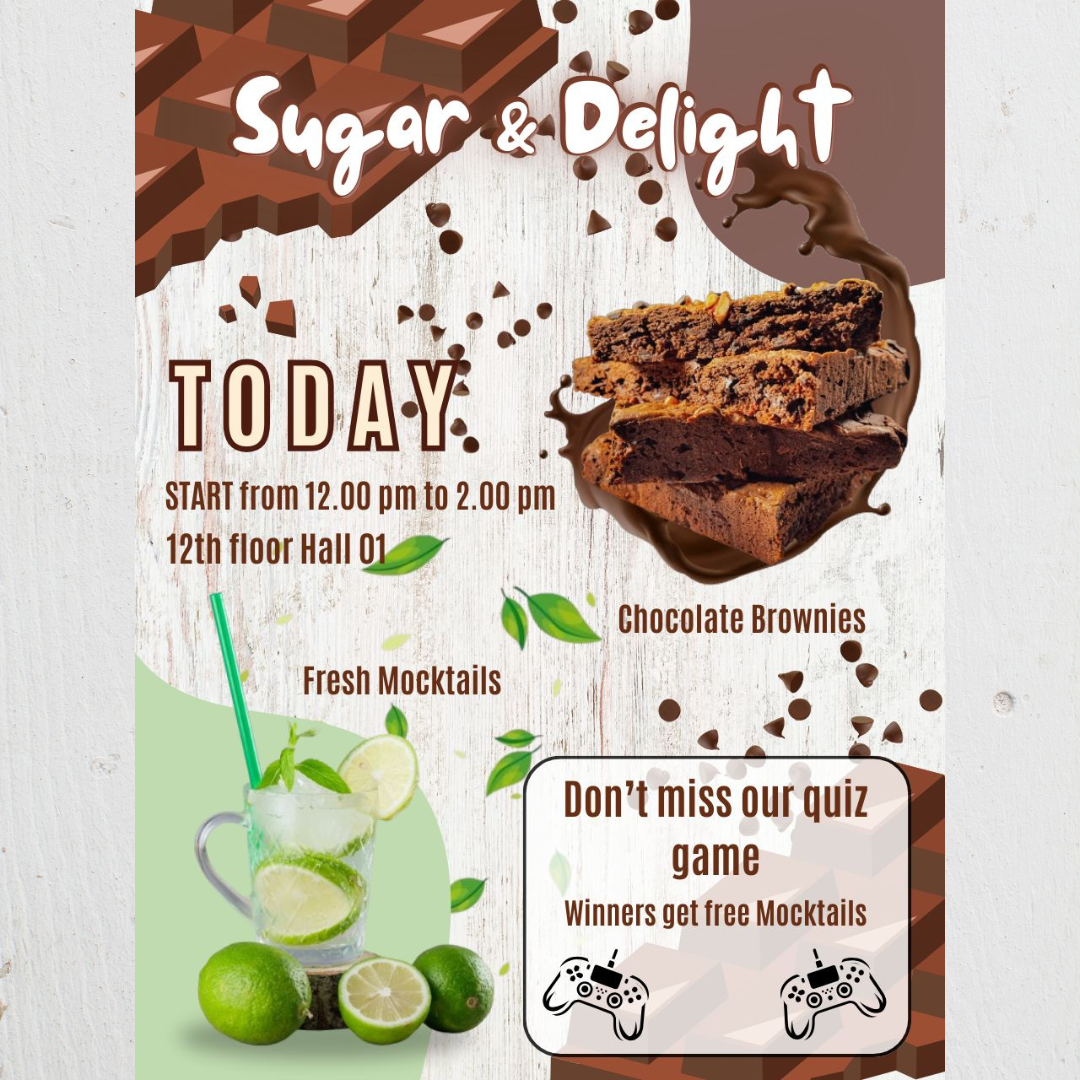 Sugar & Delight
TODAY
START from 12.00 pm to 2.00 pm
12th floor Hall 01
Chocolate Brownies
Fresh Mocktails
Don't miss our quiz
game
Winners get free Mocktails